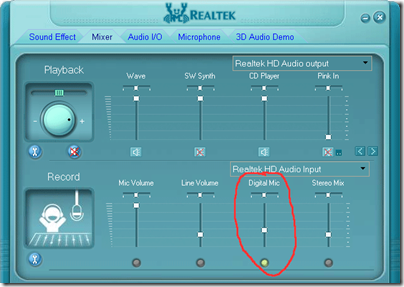 REALTEK
Sound Effect Mixer Audio I/O Microphone 3D Audio Demo
Realtek HD Audio output
Playback
Wave SW Synth CD Player Pink In
Realtek HD Audio Input
Record
Mic Volume Line Volume Digital Mic Stereo Mix